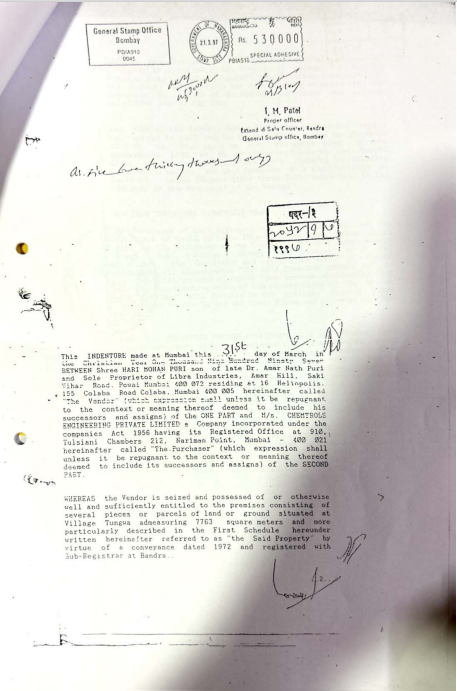 General Stamp Office
Bombay
PBIAS10
0045
21.3.97
Rs. 530000
SPECIAL ADHESIVE
PBIAS10
I. M. Patel
Proper officer
Extend d Sale Counter, Bandra
General Stamp office, Bombay
thirty thousand only
वदर-/१
१९९७
This INDENTURE made at Mumbai this 31st day of March in
the Christian Year One Thousand Nine Hundred Ninety Seven
BETWEEN Shree HARI MOHAN PURI son of late Dr. Amar Nath Puri
and Sole Proprietor of Libra Industries, Amar Hill, Saki
Vihar Road, Powai Mumbai 400 072 residing at 16 Heliopolis,
155 Colaba Road Colaba, Mumbai 400 005 hereinafter called
"The Vendor" (which expression shall unless it be repugnant
to the context or meaning thereof deemed to include his
successors and assigns) of the ONE PART and M/s. CHEMTROLS
ENGINEERING PRIVATE LIMITED a Company incorporated under the
companies Act 1956 having its Registered Office at 910,
Tulsiani Chambers 212, Nariman Point, Mumbai - 400 021
hereinafter called "The Purchaser" (which expression shall
unless it be repugnant to the context or meaning thereof
deemed to include its successors and assigns) of the SECOND
PART.
WHEREAS the Vendor is seized and possessed of or otherwise
well and sufficiently entitled to the premises consisting of
several pieces or parcels of land or ground situated at
Village Tungwa admeasuring 7763 square meters and more
particularly described in the First Schedule hereunder
written hereinafter referred to as "the Said Property" by
virtue of a conveyance dated 1972 and registered with
Sub-Registrar at Bandra..